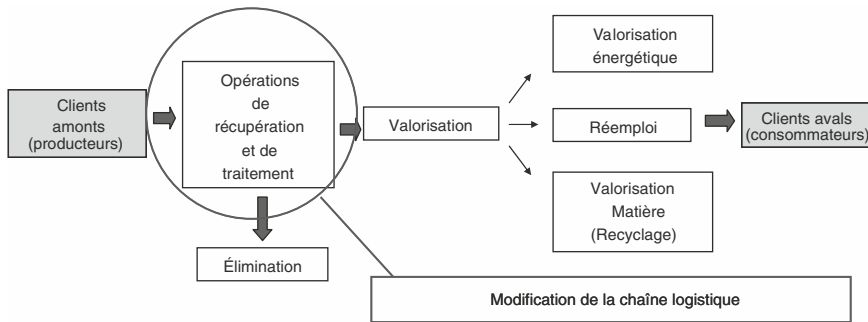 Clients
amonts
(producteurs)
Opérations
de
récupération
et de
traitement
Élimination
Valorisation
Valorisation
énergétique
Réemploi
Valorisation
Matière
(Recyclage)
Clients avals
(consommateurs)
Modification de la chaîne logistique